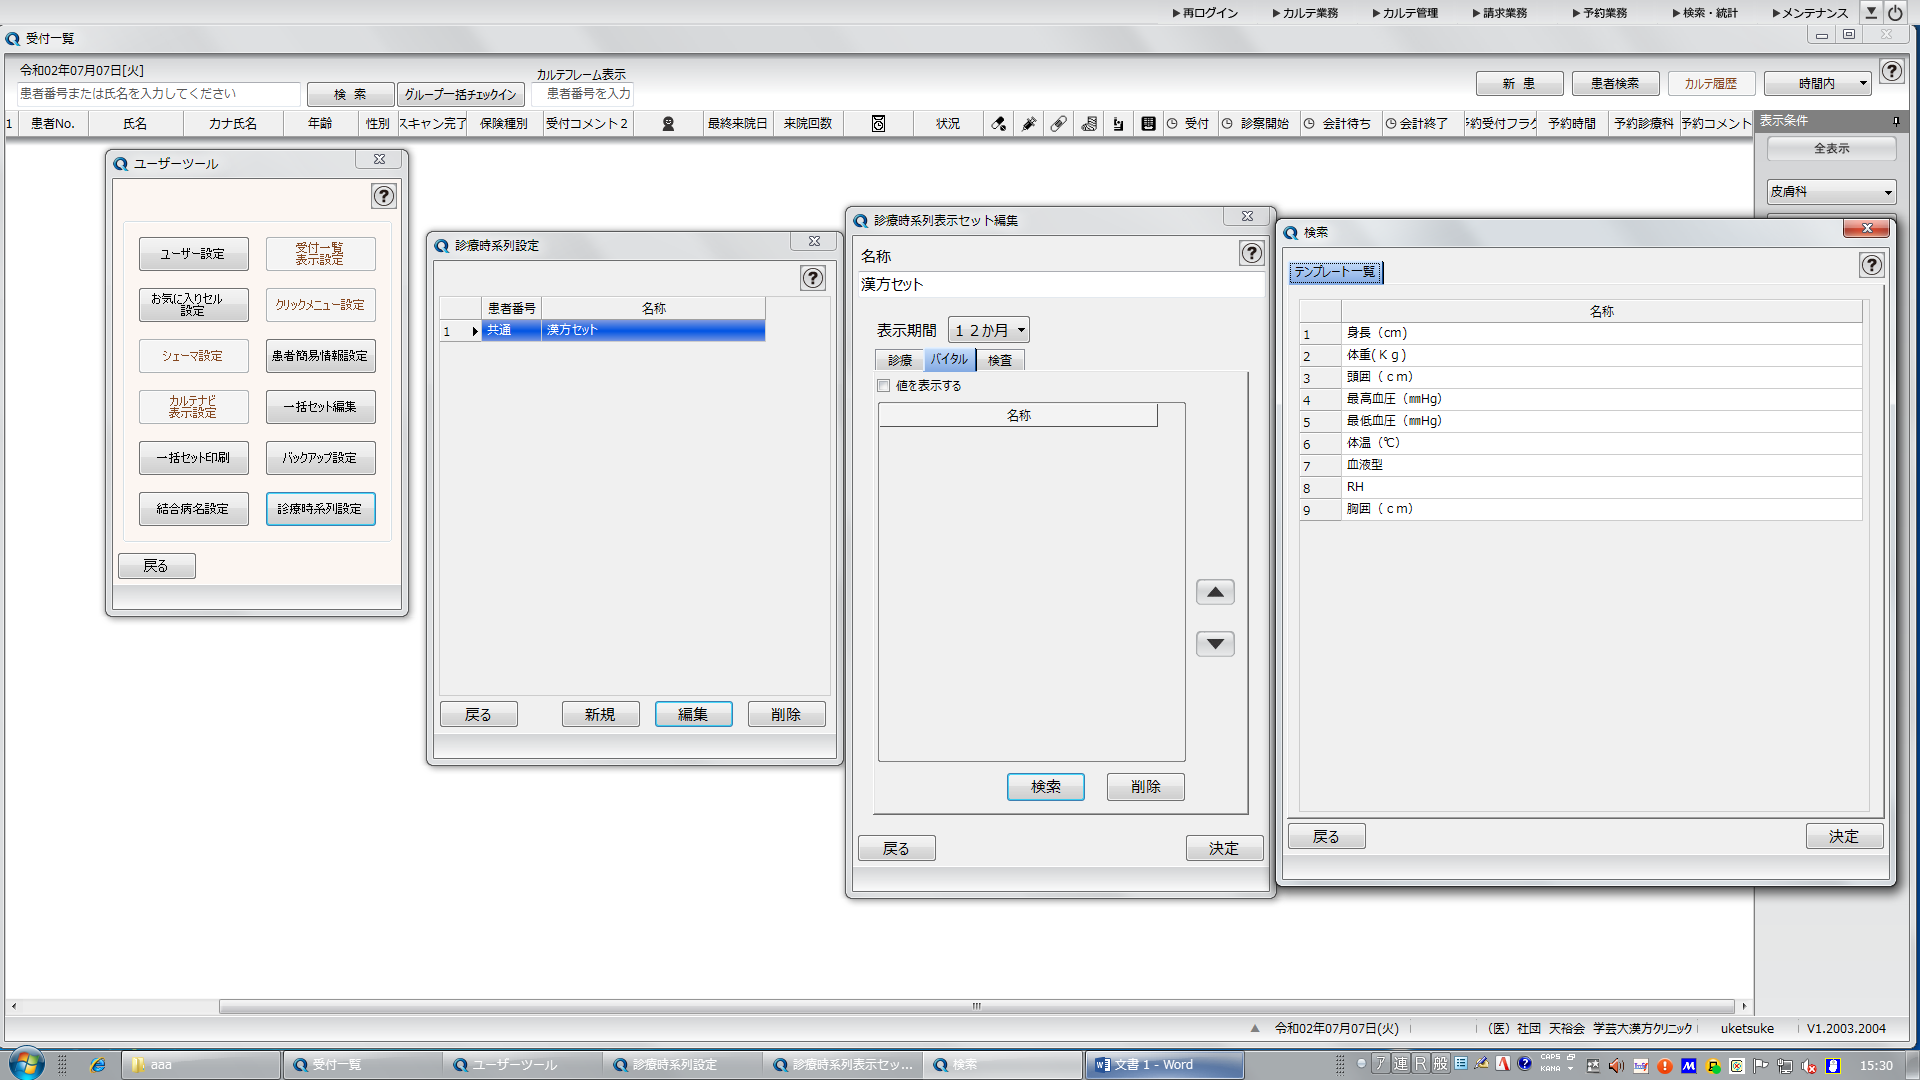 ▶再ログイン ▶カルテ業務 ▶カルテ管理 ▶請求業務 ▶予約業務 ▶検索・統計 ▶メンテナンス
受付一覧
令和02年07月07日[火]
患者番号または氏名を入力してください
検 索
グループ一括チェックイン
カルテフレーム表示
患者番号を入力
新 患
患者検索
カルテ履歴
時間内
1 患者No. 氏名 カナ氏名 年齢 性別 スキャン完了 保険種別 受付コメント2 最終来院日 来院回数 状況 受付 診察開始 会計待ち 会計終了 予約受付フラグ 予約時間 予約診療科 予約コメント
表示条件
全表示
皮膚科
ユーザーツール
ユーザー設定
受付一覧
表示設定
お気に入りセル
設定
クリックメニュー設定
シェーマ設定
患者簡易情報設定
カルテナビ
表示設定
一括セット編集
一括セット印刷
バックアップ設定
結合病名設定
診療時系列設定
戻る
診療時系列設定
患者番号 名称
1 共通 漢方セット
戻る 新規 編集 削除
診療時系列表示セット編集
名称
漢方セット
表示期間 12か月
診療 バイタル 検査
値を表示する
名称
検索 削除
戻る 決定
検索
テンプレート一覧
名称
1 身長（cm)
2 体重(Ｋｇ)
3 頭囲（ｃｍ）
4 最高血圧（㎜Hg）
5 最低血圧（㎜Hg）
6 体温（℃）
7 血液型
8 RH
9 胸囲（ｃｍ）
戻る 決定
令和02年07月07日(火) （医）社団 天裕会 学芸大漢方クリニック uketsuke V1.2003.2004
aaa 受付一覧 ユーザーツール 診療時系列設定 診療時系列表示セッ... 検索 文書 1 - Word
ア 連 R 般 CAPS KANA 15:30